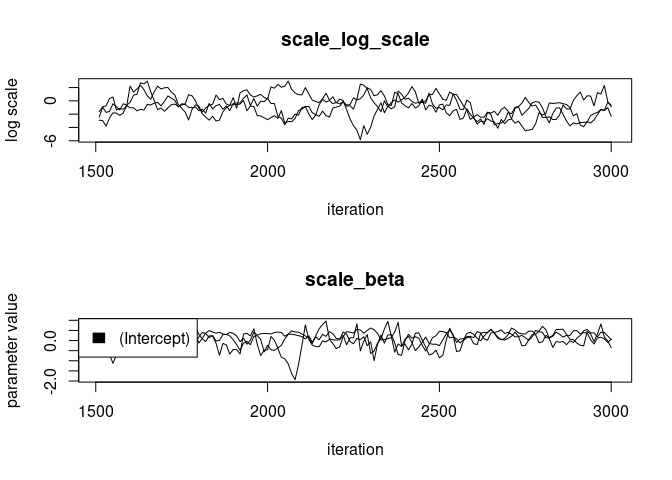 scale_log_scale
log scale
0
-6
1500 2000 2500 3000
iteration
scale_beta
parameter value
0.0
-2.0
(Intercept)
1500 2000 2500 3000
iteration